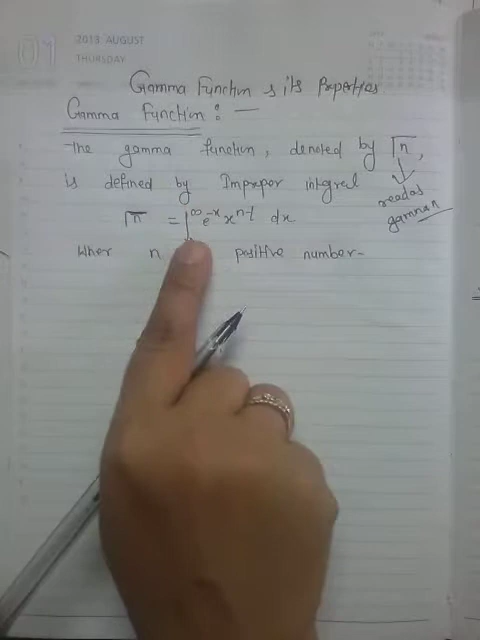 01
2013 AUGUST
THURSDAY
Gamma Function & its Properties
Gamma Function : —
The gamma function, denoted by Γn,
is defined by Improper integral
read as
gamma n
Γn = ∫^∞ e^-x x^n-1 dx
Wher n positive number-